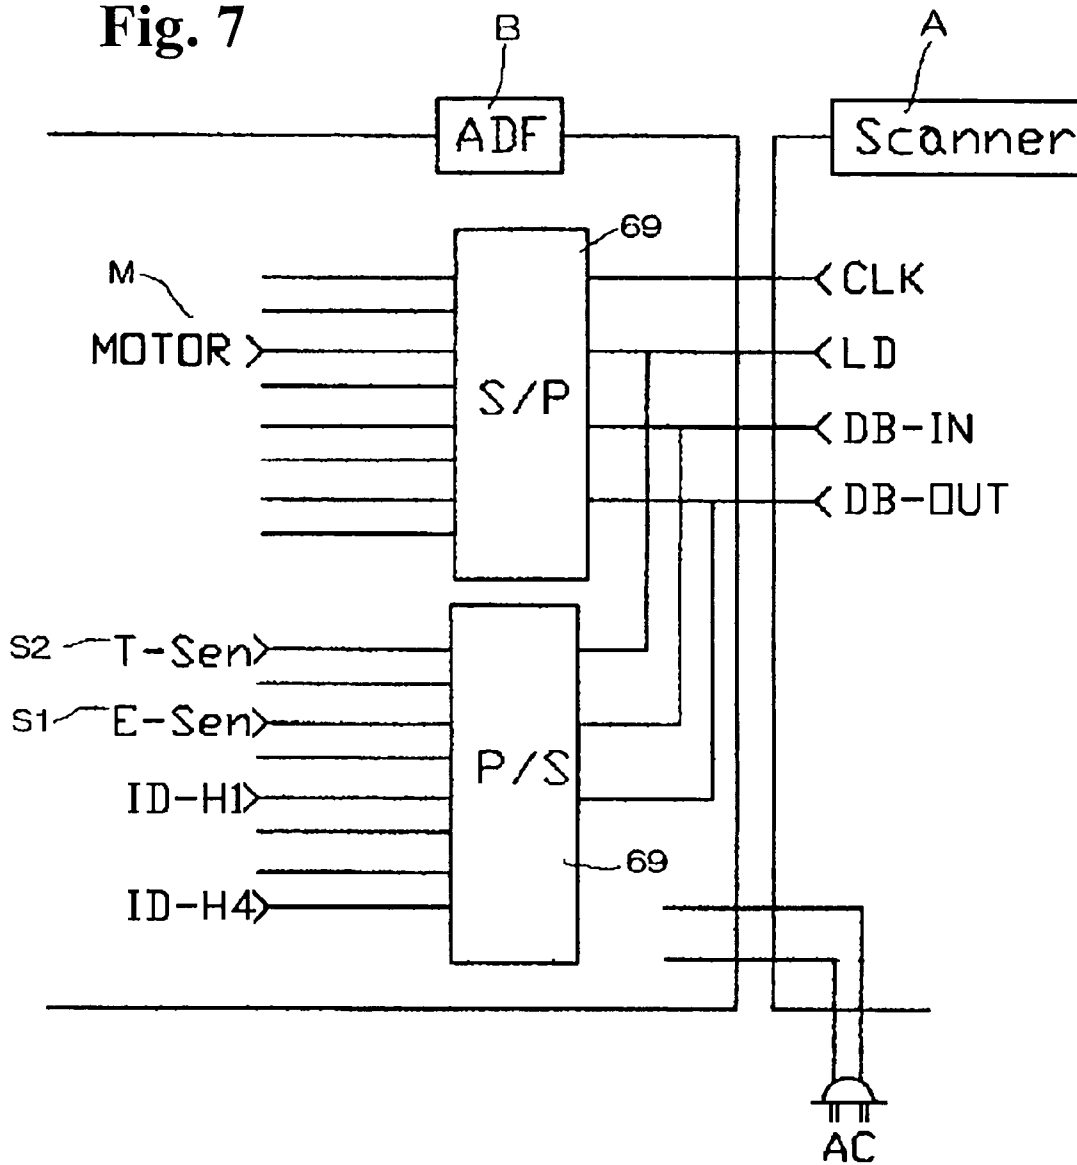 Fig. 7
B
A
ADF
Scanner
69
M
CLK
MOTOR
LD
S/P
DB-IN
DB-OUT
S2
T-Sen
S1
E-Sen
P/S
ID-H1
69
ID-H4
AC